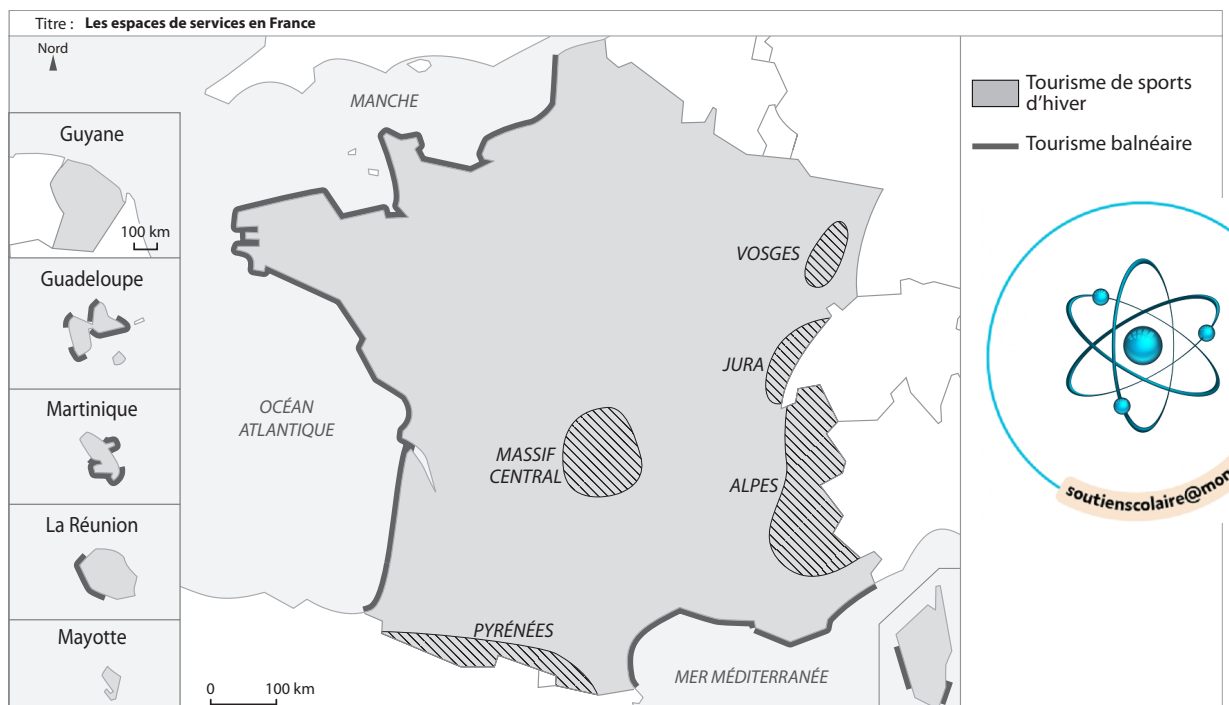 Titre : Les espaces de services en France
Nord
Guyane
100 km
Guadeloupe
Martinique
La Réunion
Mayotte
MANCHE
OCÉAN
ATLANTIQUE
VOSGES
JURA
MASSIF
CENTRAL
ALPES
PYRÉNÉES
MER MÉDITERRANÉE
0 100 km
Tourisme de sports
d'hiver
Tourisme balnéaire
soutienscolaire@mon